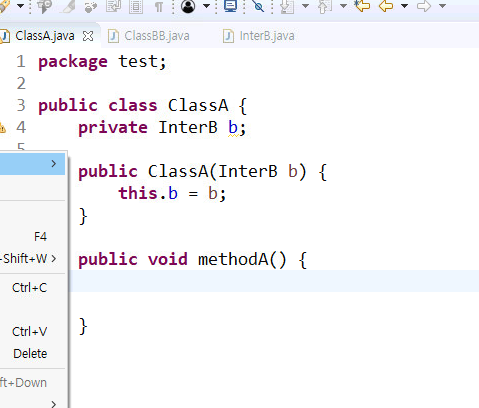 ClassA.java ClassBB.java InterB.java
1 package test;
2
3 public class ClassA {
4 private InterB b;
5
public ClassA(InterB b) {
this.b = b;
}
F4
public void methodA() {
-Shift+W
Ctrl+C
}
Ctrl+V
Delete
ft+Down